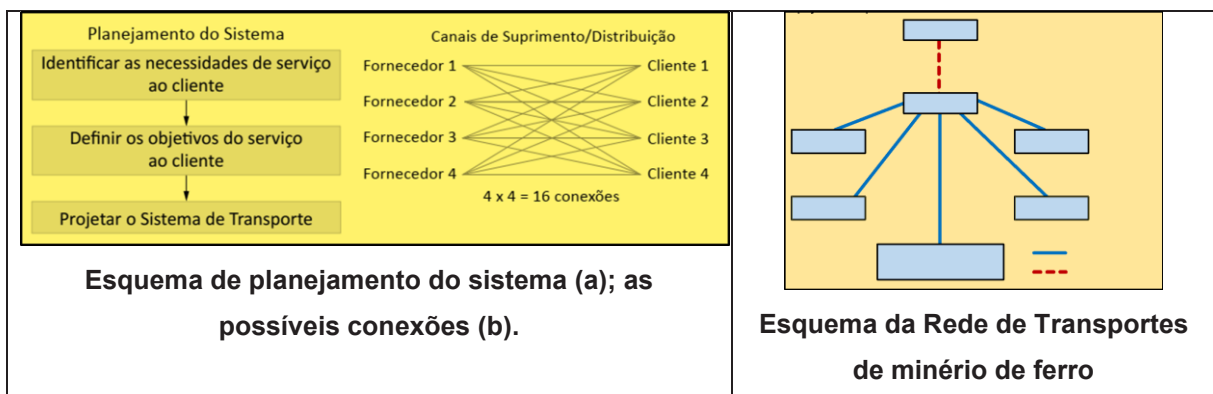 Planejamento do Sistema
Identificar as necessidades de serviço
ao cliente
Definir os objetivos do serviço
ao cliente
Projetar o Sistema de Transporte
Canais de Suprimento/Distribuição
Fornecedor 1
Cliente 1
Fornecedor 2
Cliente 2
Fornecedor 3
Cliente 3
Fornecedor 4
Cliente 4
4 x 4 = 16 conexões
Esquema de planejamento do sistema (a); as
possíveis conexões (b).
Esquema da Rede de Transportes
de minério de ferro